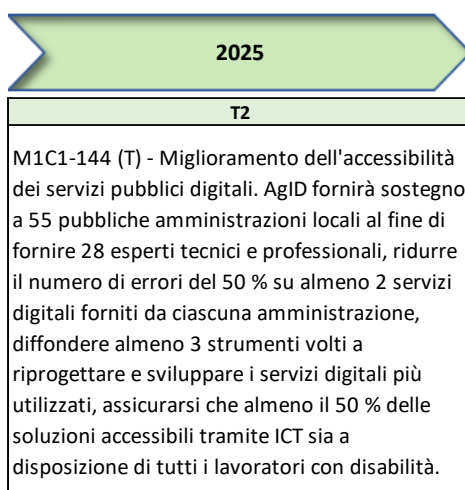 2025
T2
M1C1-144 (T) - Miglioramento dell'accessibilità
dei servizi pubblici digitali. AgID fornirà sostegno
a 55 pubbliche amministrazioni locali al fine di
fornire 28 esperti tecnici e professionali, ridurre
il numero di errori del 50 % su almeno 2 servizi
digitali forniti da ciascuna amministrazione,
diffondere almeno 3 strumenti volti a
riprogettare e sviluppare i servizi digitali più
utilizzati, assicurarsi che almeno il 50 % delle
soluzioni accessibili tramite ICT sia a
disposizione di tutti i lavoratori con disabilità.